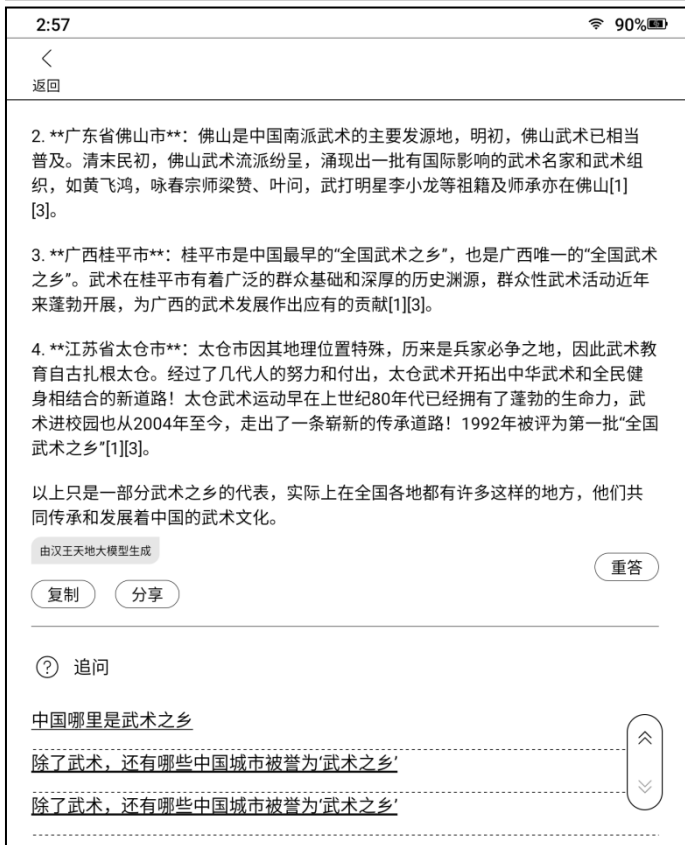 2:57 90%
返回
2. **广东省佛山市**：佛山是中国南派武术的主要发源地，明初，佛山武术已相当
普及。清末民初，佛山武术流派纷呈，涌现出一批有国际影响的武术名家和武术组
织，如黄飞鸿，咏春宗师梁赞、叶问，武打明星李小龙等祖籍及师承亦在佛山[1]
[3]。
3. **广西桂平市**：桂平市是中国最早的“全国武术之乡”，也是广西唯一的“全国武术
之乡”。武术在桂平市有着广泛的群众基础和深厚的历史渊源，群众性武术活动近年
来蓬勃开展，为广西的武术发展作出应有的贡献[1][3]。
4. **江苏省太仓市**：太仓市因其地理位置特殊，历来是兵家必争之地，因此武术教
育自古扎根太仓。经过了几代人的努力和付出，太仓武术开拓出中华武术和全民健
身相结合的新道路！太仓武术运动早在上世纪80年代已经拥有了蓬勃的生命力，武
术进校园也从2004年至今，走出了一条崭新的传承道路！1992年被评为第一批“全国
武术之乡”[1][3]。
以上只是一部分武术之乡的代表，实际上在全国各地都有许多这样的地方，他们共
同传承和发展着中国的武术文化。
由汉王天地大模型生成
重答
复制 分享
? 追问
中国哪里是武术之乡
除了武术，还有哪些中国城市被誉为‘武术之乡’
除了武术，还有哪些中国城市被誉为‘武术之乡’